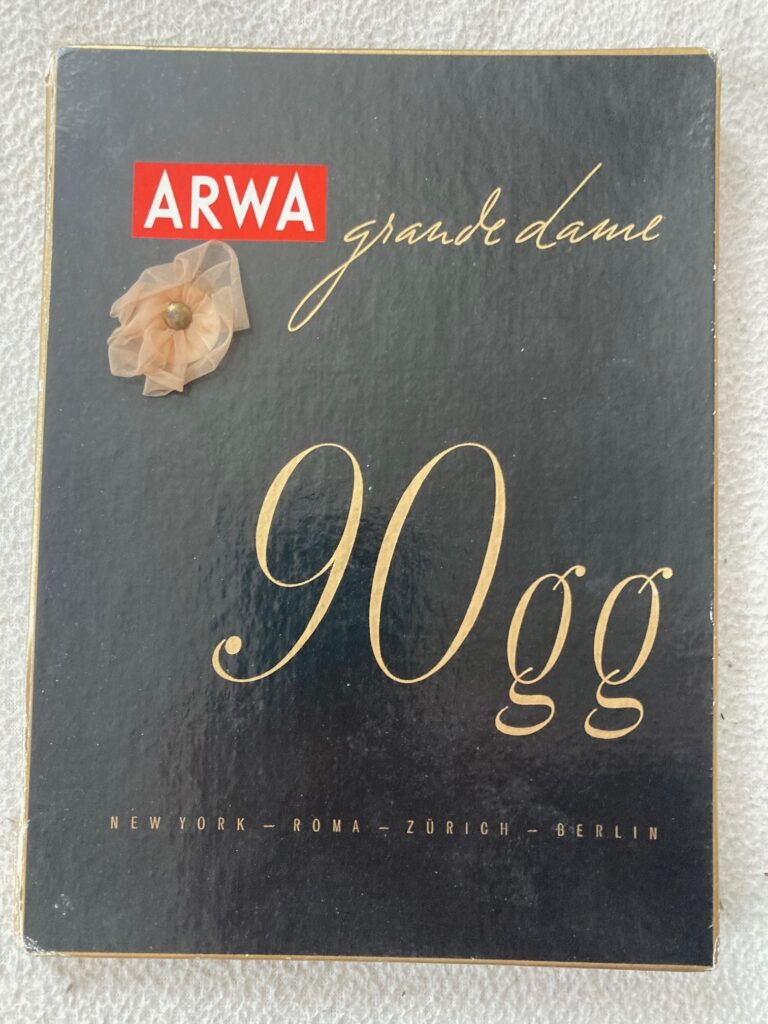 ARWA grande dame
90gg
NEW YORK – ROMA – ZÜRICH – BERLIN